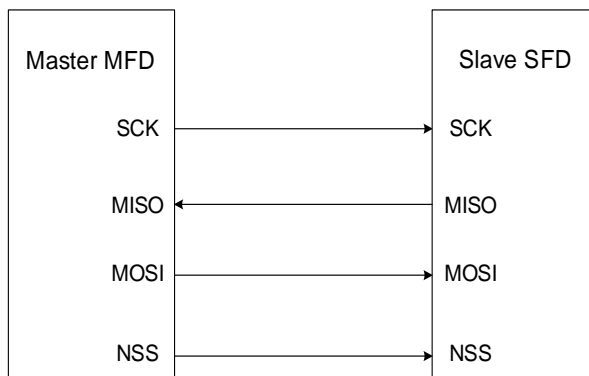 Master MFD
Slave SFD
SCK
SCK
MISO
MISO
MOSI
MOSI
NSS
NSS